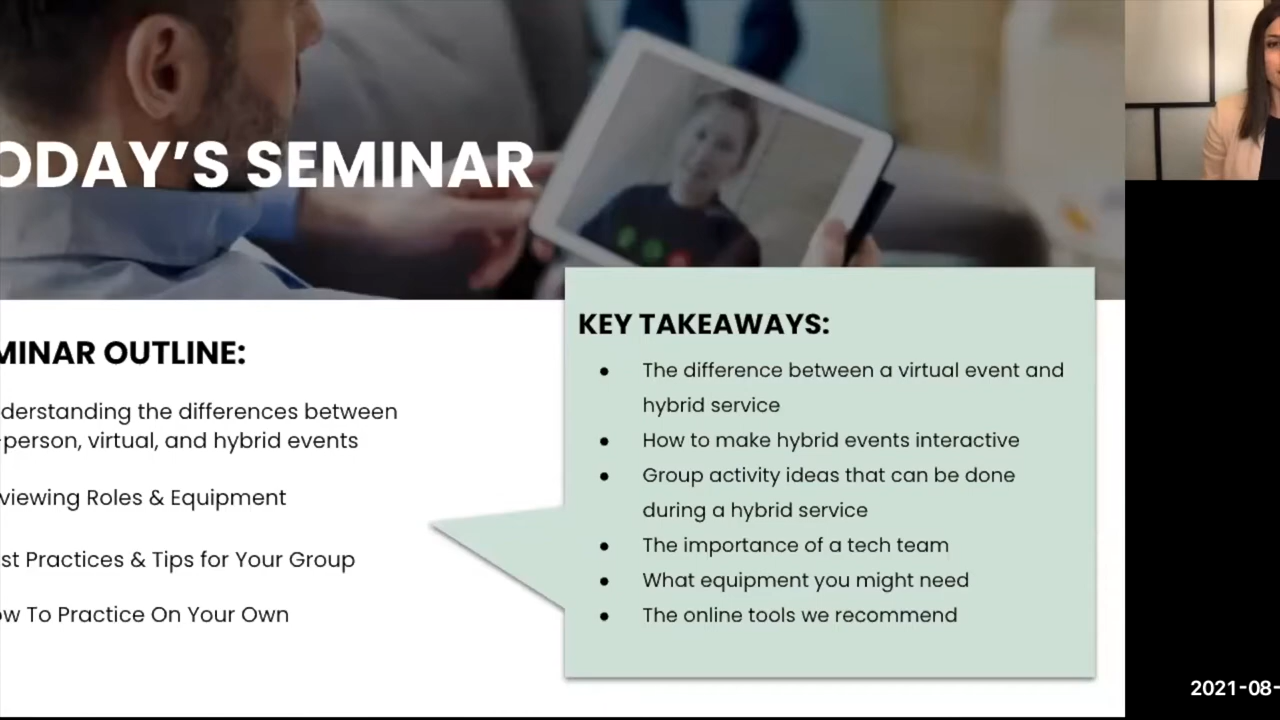 ODAY'S SEMINAR
MINAR OUTLINE:
derstanding the differences between
-person, virtual, and hybrid events
viewing Roles & Equipment
st Practices & Tips for Your Group
ow To Practice On Your Own
KEY TAKEAWAYS:
● The difference between a virtual event and
hybrid service
● How to make hybrid events interactive
● Group activity ideas that can be done
during a hybrid service
● The importance of a tech team
● What equipment you might need
● The online tools we recommend
2021-08-